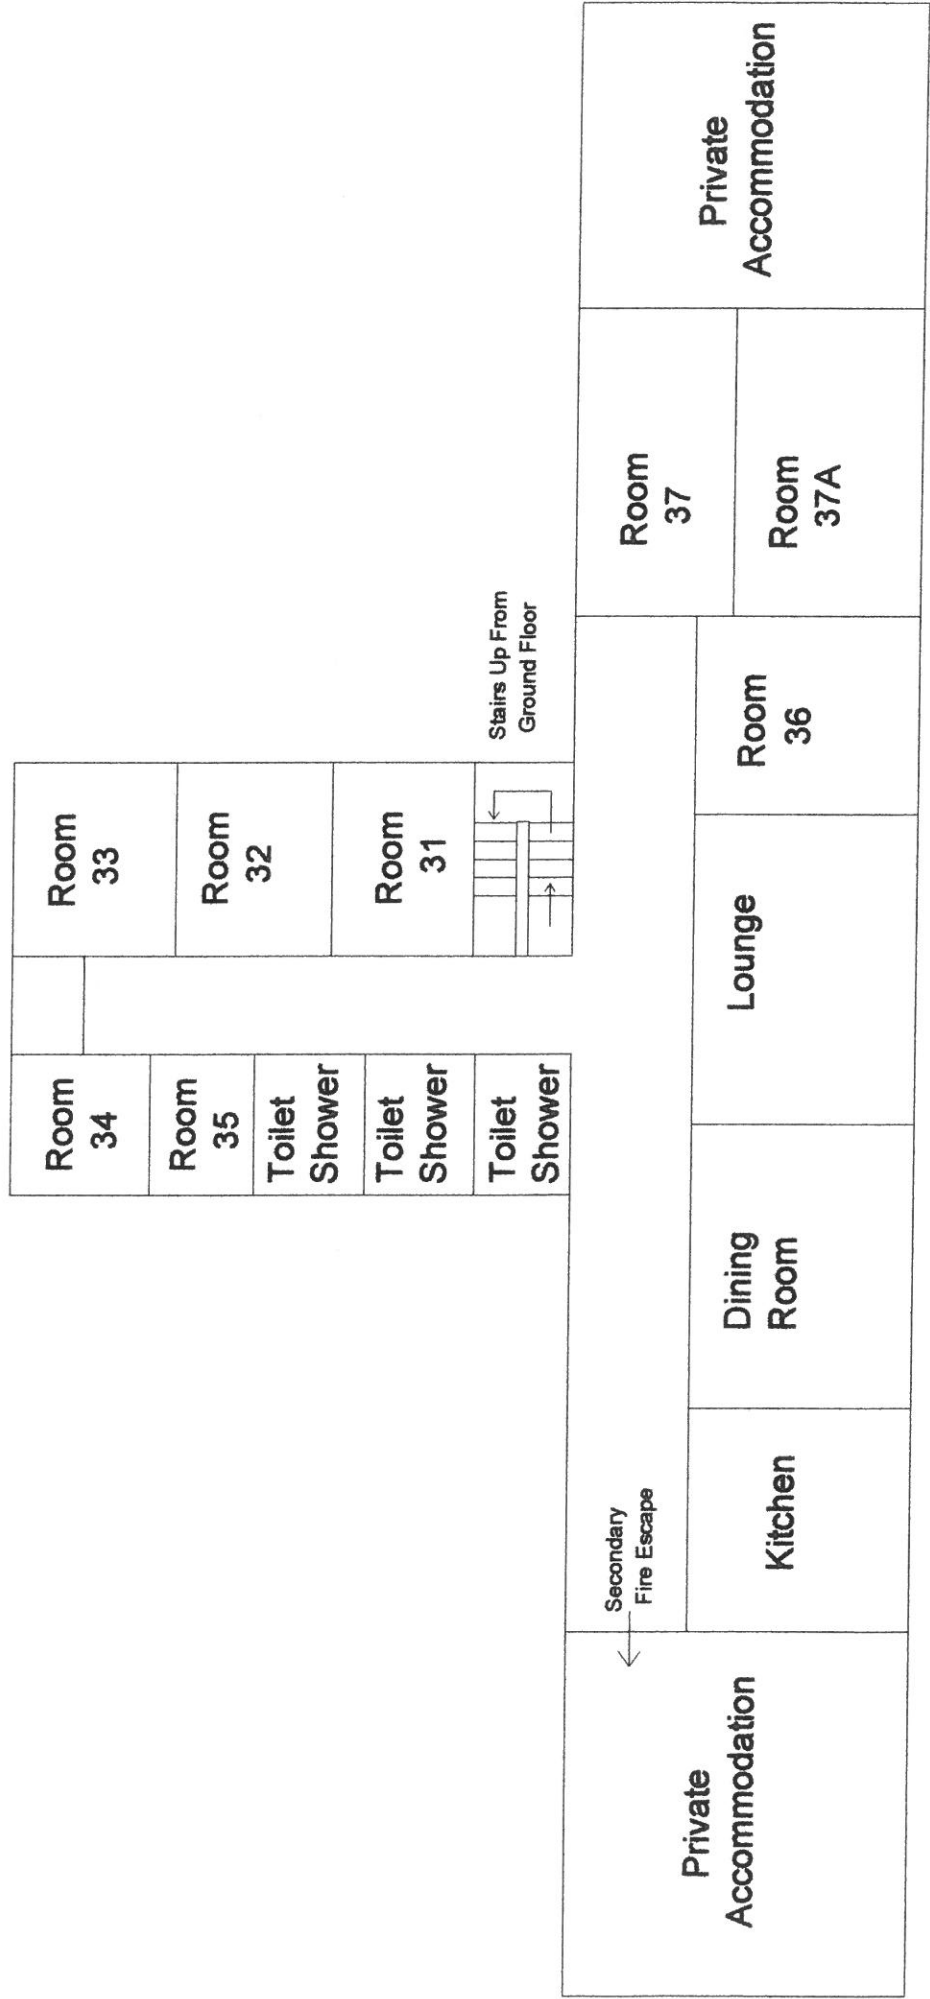 Room
34
Room
33
Room
35
Room
32
Toilet
Shower
Toilet
Shower
Room
31
Toilet
Shower
Stairs Up From
Ground Floor
Secondary
Fire Escape
Private
Accommodation
Kitchen
Dining
Room
Lounge
Room
36
Room
37
Room
37A
Private
Accommodation